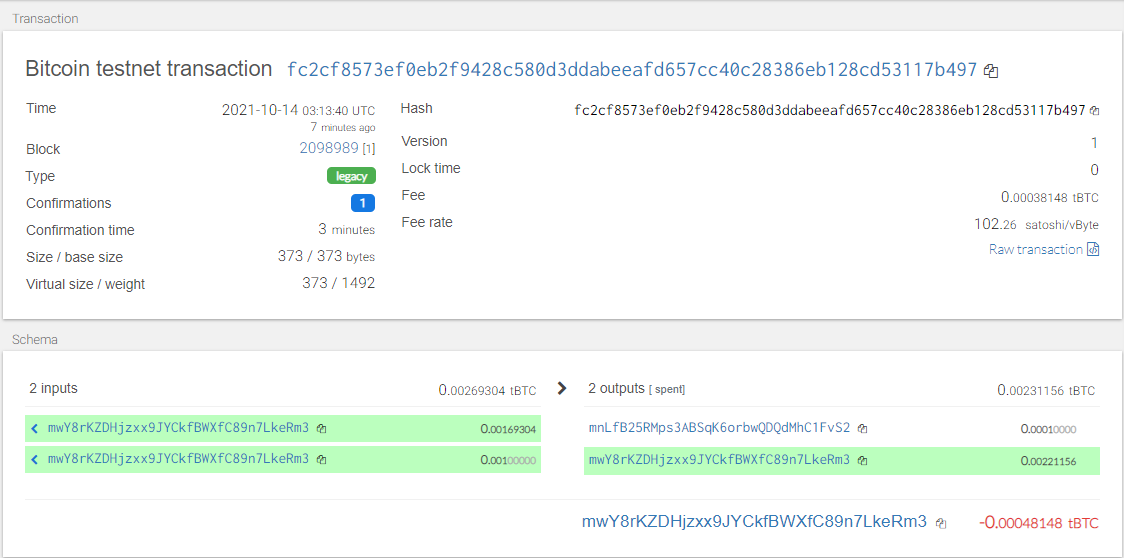 Transaction
Bitcoin testnet transaction fc2cf8573ef0eb2f9428c580d3ddabeeafd657cc40c28386eb128cd53117b497
Time 2021-10-14 03:13:40 UTC
7 minutes ago
Block 2098989 [1]
Type legacy
Confirmations 1
Confirmation time 3 minutes
Size / base size 373 / 373 bytes
Virtual size / weight 373 / 1492
Hash fc2cf8573ef0eb2f9428c580d3ddabeeafd657cc40c28386eb128cd53117b497
Version 1
Lock time 0
Fee 0.00038148 tBTC
Fee rate 102.26 satoshi/vByte
Raw transaction
Schema
2 inputs 0.00269304 tBTC
mwY8rKZDHjzxx9JYCkfBWXfC89n7LkeRm3 0.00169304
mwY8rKZDHjzxx9JYCkfBWXfC89n7LkeRm3 0.00100000
2 outputs [ spent] 0.00231156 tBTC
mnLfB25RMps3ABSqK6orbwQDQdMhC1FvS2 0.00010000
mwY8rKZDHjzxx9JYCkfBWXfC89n7LkeRm3 0.00221156
mwY8rKZDHjzxx9JYCkfBWXfC89n7LkeRm3 -0.00048148 tBTC